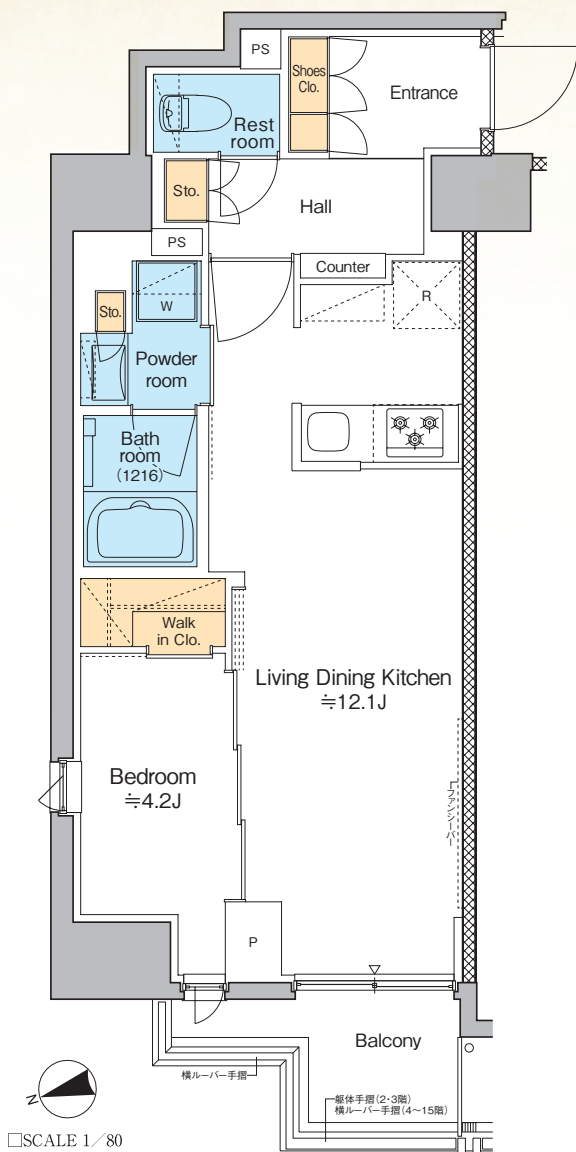 PS
Shoes
Clo.
Entrance
Rest
room
Sto.
Hall
PS
Counter
W
R
Sto.
Powder
room
Bath
room
(1216)
Walk
in Clo.
Living Dining Kitchen
≒12.1J
Bedroom
≒4.2J
ファンシーバー
P
Balcony
横ルーバー手摺
躯体手摺(2・3階)
横ルーバー手摺(4〜15階)
N
□SCALE 1/80